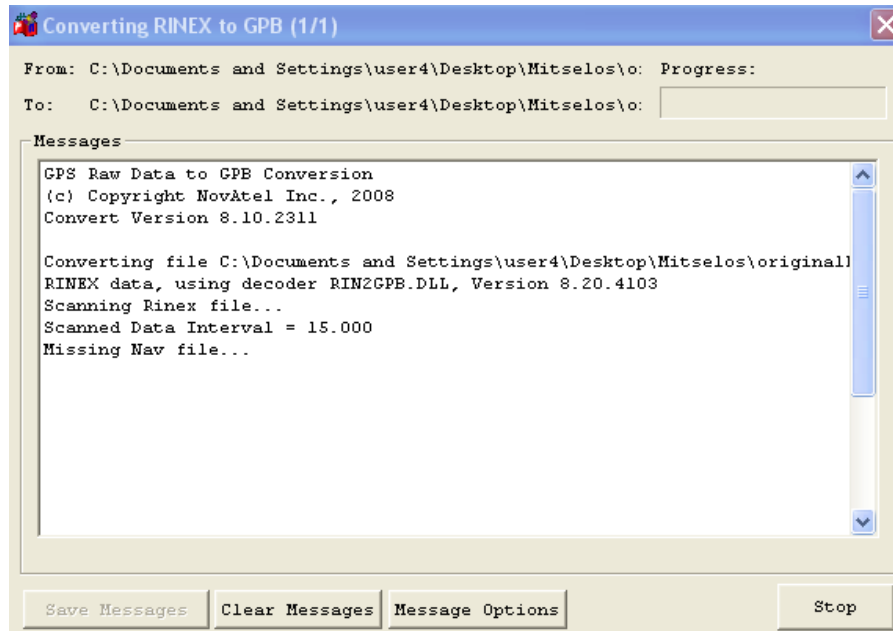 Converting RINEX to GPB (1/1)
From: C:\Documents and Settings\user4\Desktop\Mitselos\o: Progress:
To: C:\Documents and Settings\user4\Desktop\Mitselos\o:
Messages
GPS Raw Data to GPB Conversion
(c) Copyright NovAtel Inc., 2008
Convert Version 8.10.2311
Converting file C:\Documents and Settings\user4\Desktop\Mitselos\originall
RINEX data, using decoder RIN2GPB.DLL, Version 8.20.4103
Scanning Rinex file...
Scanned Data Interval = 15.000
Missing Nav file...
Save Messages Clear Messages Message Options Stop